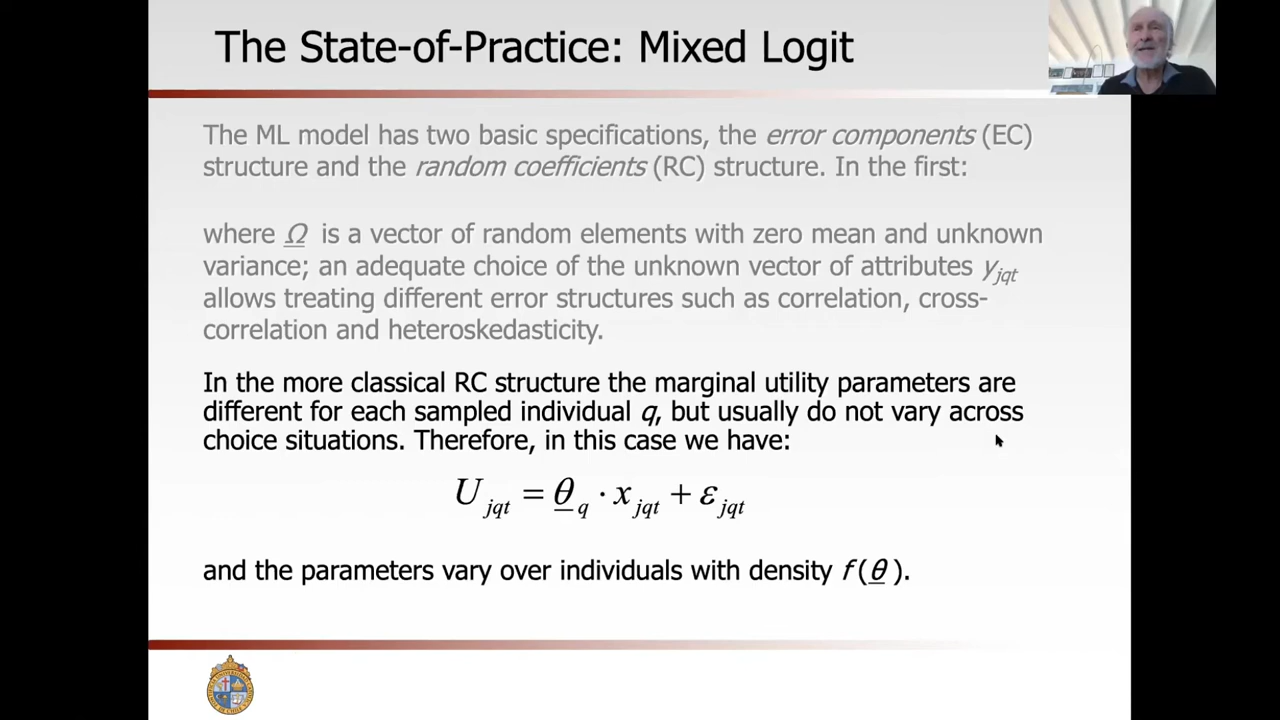 The State-of-Practice: Mixed Logit
The ML model has two basic specifications, the error components (EC)
structure and the random coefficients (RC) structure. In the first:
where Ω is a vector of random elements with zero mean and unknown
variance; an adequate choice of the unknown vector of attributes y_jqt
allows treating different error structures such as correlation, cross-
correlation and heteroskedasticity.
In the more classical RC structure the marginal utility parameters are
different for each sampled individual q, but usually do not vary across
choice situations. Therefore, in this case we have:
U_jqt = θ_q · x_jqt + ε_jqt
and the parameters vary over individuals with density f(θ).